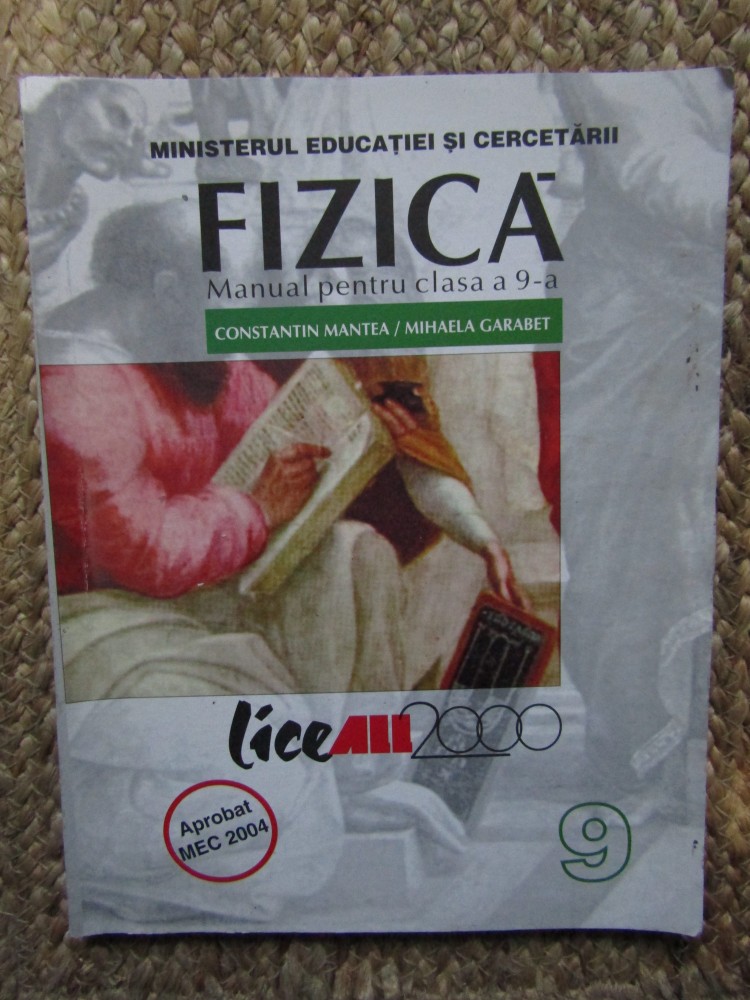 MINISTERUL EDUCAȚIEI ȘI CERCETĂRII
FIZICĂ
Manual pentru clasa a 9-a
CONSTANTIN MANTEA / MIHAELA GARABET
liceALL2000
Aprobat
MEC 2004
9